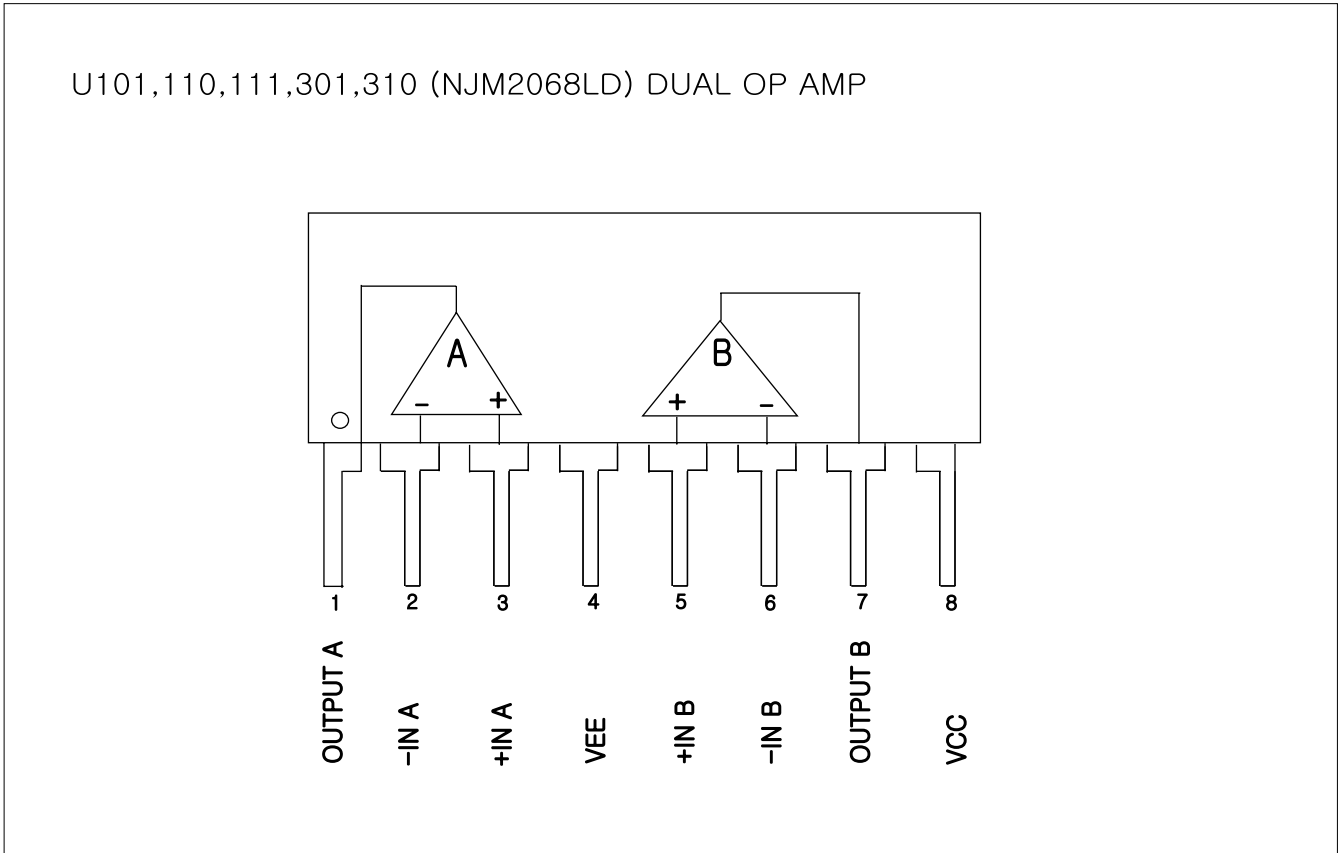 U101,110,111,301,310 (NJM2068LD) DUAL OP AMP
A
B
- +
+ -
1 2 3 4 5 6 7 8
OUTPUT A
-IN A
+IN A
VEE
+IN B
-IN B
OUTPUT B
VCC